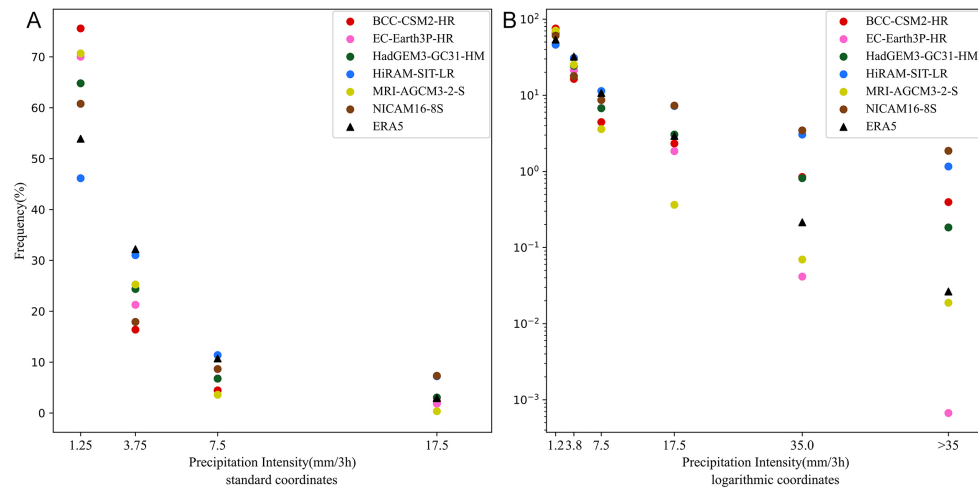 A
BCC-CSM2-HR
EC-Earth3P-HR
HadGEM3-GC31-HM
HiRAM-SIT-LR
MRI-AGCM3-2-S
NICAM16-8S
ERA5
Frequency(%)
70
60
50
40
30
20
10
0
1.25 3.75 7.5 17.5
Precipitation Intensity(mm/3h)
standard coordinates
B
BCC-CSM2-HR
EC-Earth3P-HR
HadGEM3-GC31-HM
HiRAM-SIT-LR
MRI-AGCM3-2-S
NICAM16-8S
ERA5
10²
10¹
10⁰
10⁻¹
10⁻²
10⁻³
1.23.8 7.5 17.5 35.0 >35
Precipitation Intensity(mm/3h)
logarithmic coordinates